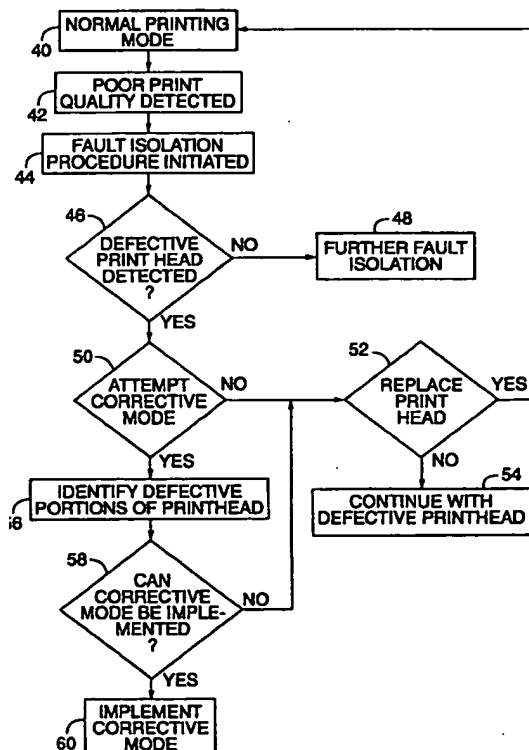 NORMAL PRINTING
MODE
40
POOR PRINT
QUALITY DETECTED
42
FAULT ISOLATION
PROCEDURE INITIATED
44
46
DEFECTIVE
PRINT HEAD
DETECTED
?
NO
YES
48
FURTHER FAULT
ISOLATION
50
ATTEMPT
CORRECTIVE
MODE
NO
YES
52
REPLACE
PRINT
HEAD
YES
NO
54
CONTINUE WITH
DEFECTIVE PRINTHEAD
IDENTIFY DEFECTIVE
PORTIONS OF PRINTHEAD
58
CAN
CORRECTIVE
MODE BE IMPLE-
MENTED
?
NO
YES
IMPLEMENT
CORRECTIVE
MODE
60